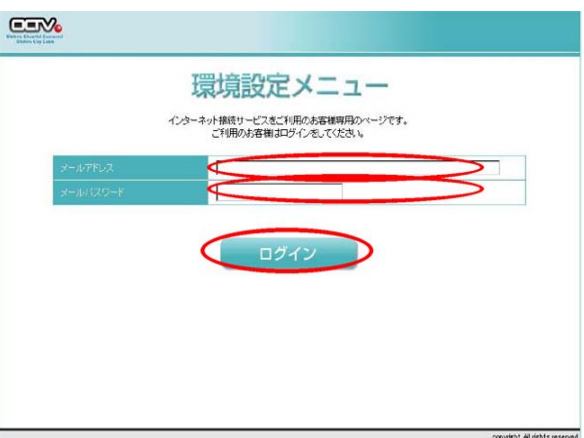 CCNV
環境設定メニュー
インターネット接続サービスをご利用のお客様専用のページです。
ご利用のお客様はログインをしてください。
メールアドレス
メールパスワード
ログイン
copyright All rights reserved